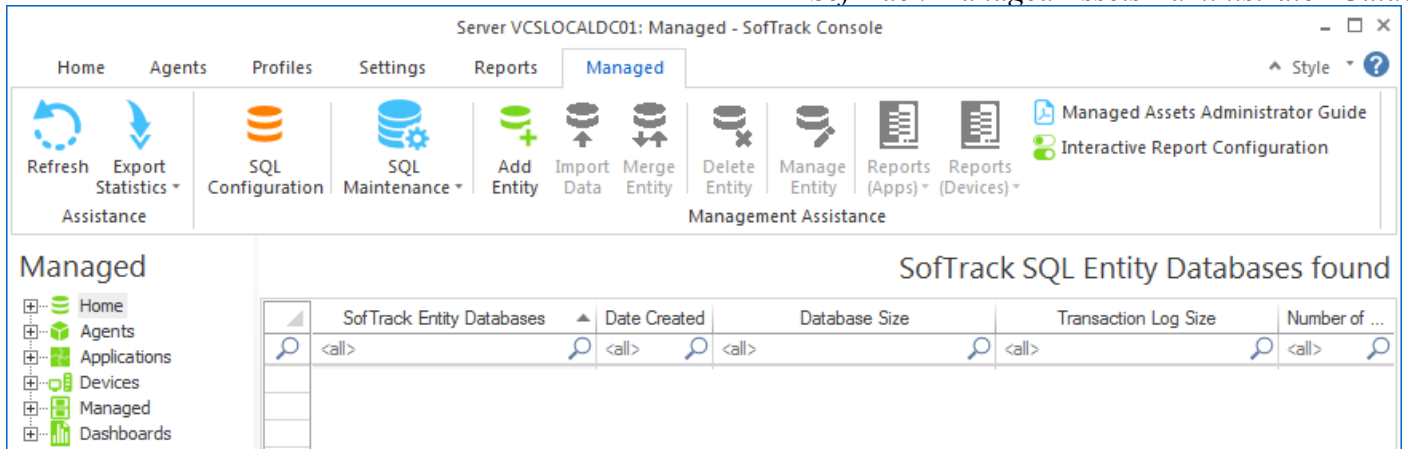 Server VCSLOCALDC01: Managed - SofTrack Console
Home Agents Profiles Settings Reports Managed Style
Refresh Export Statistics
SQL Configuration
SQL Maintenance
Add Entity
Import Data
Merge Entity
Delete Entity
Manage Entity
Reports (Apps)
Reports (Devices)
Managed Assets Administrator Guide
Interactive Report Configuration
Assistance
Management Assistance
Managed
SofTrack SQL Entity Databases found
Home
Agents
Applications
Devices
Managed
Dashboards
SofTrack Entity Databases Date Created Database Size Transaction Log Size Number of ...
<all> <all> <all> <all> <all>